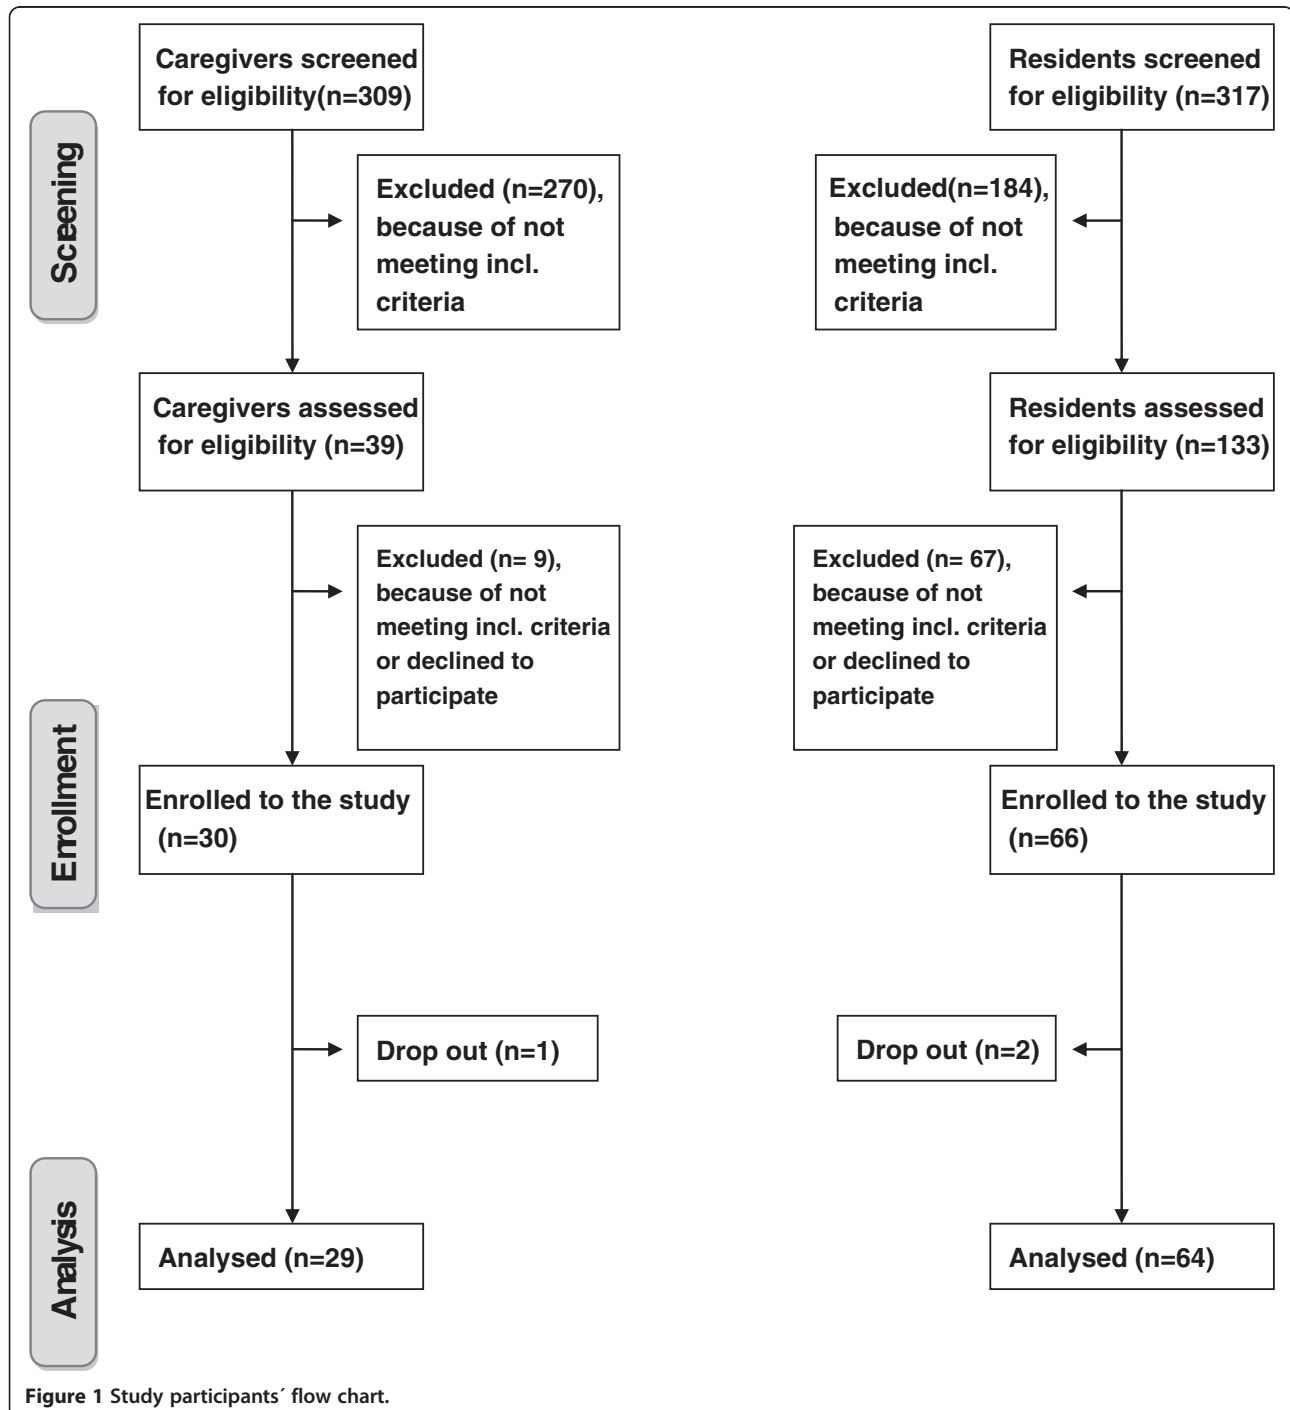 Screening
Caregivers screened
for eligibility(n=309)
Excluded (n=270),
because of not
meeting incl.
criteria
Caregivers assessed
for eligibility (n=39)
Residents screened
for eligibility (n=317)
Excluded(n=184),
because of not
meeting incl.
criteria
Residents assessed
for eligibility (n=133)
Enrollment
Excluded (n= 9),
because of not
meeting incl. criteria
or declined to
participate
Enrolled to the study
(n=30)
Excluded (n= 67),
because of not
meeting incl. criteria
or declined to
participate
Enrolled to the study
(n=66)
Drop out (n=1)
Drop out (n=2)
Analysis
Analysed (n=29)
Analysed (n=64)
Figure 1 Study participants´ flow chart.